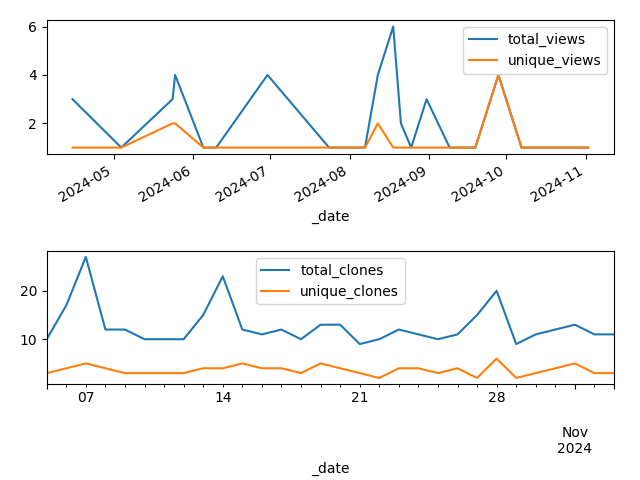 6
4
2
total_views
unique_views
2024-05
2024-06
2024-07
2024-08
2024-09
2024-10
2024-11
_date
20
10
total_clones
unique_clones
07
14
21
28
Nov
2024
_date